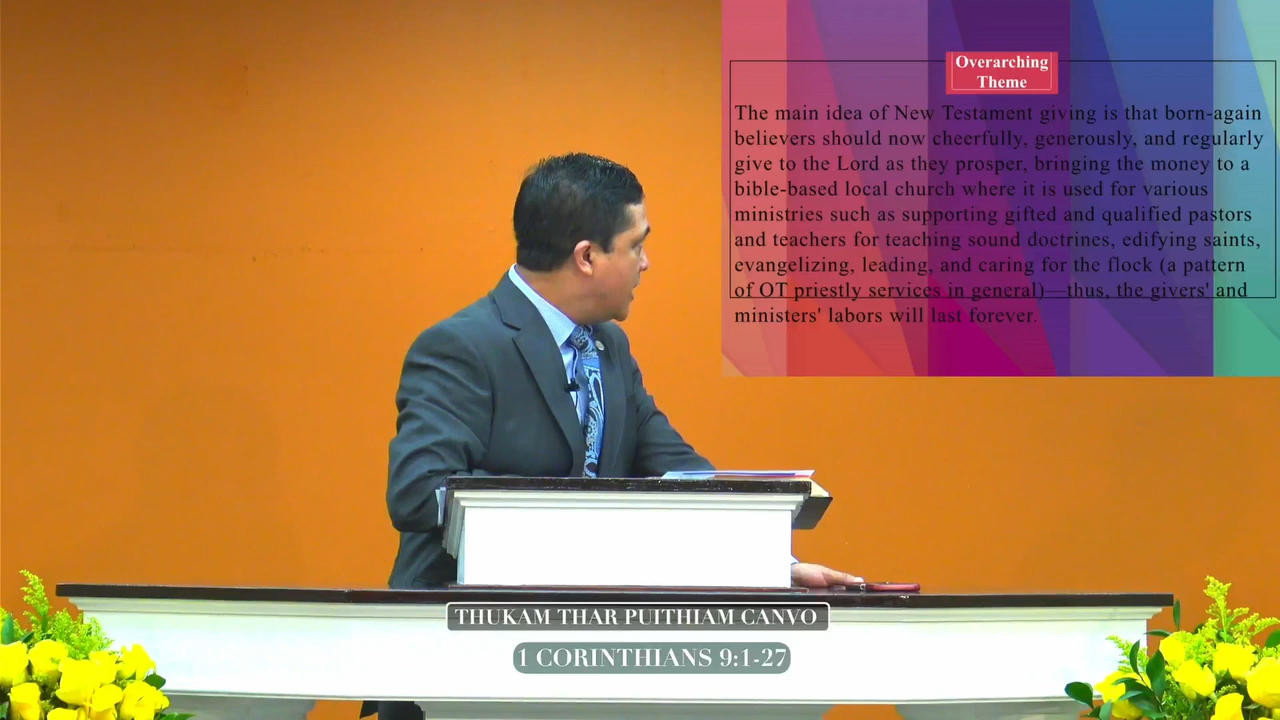 Overarching
Theme
The main idea of New Testament giving is that born-again
believers should now cheerfully, generously, and regularly
give to the Lord as they prosper, bringing the money to a
bible-based local church where it is used for various
ministries such as supporting gifted and qualified pastors
and teachers for teaching sound doctrines, edifying saints,
evangelizing, leading, and caring for the flock (a pattern
of OT priestly services in general)—thus, the givers' and
ministers' labors will last forever.
THUKAM THAR PUITHIAM CANVO
1 CORINTHIANS 9:1-27